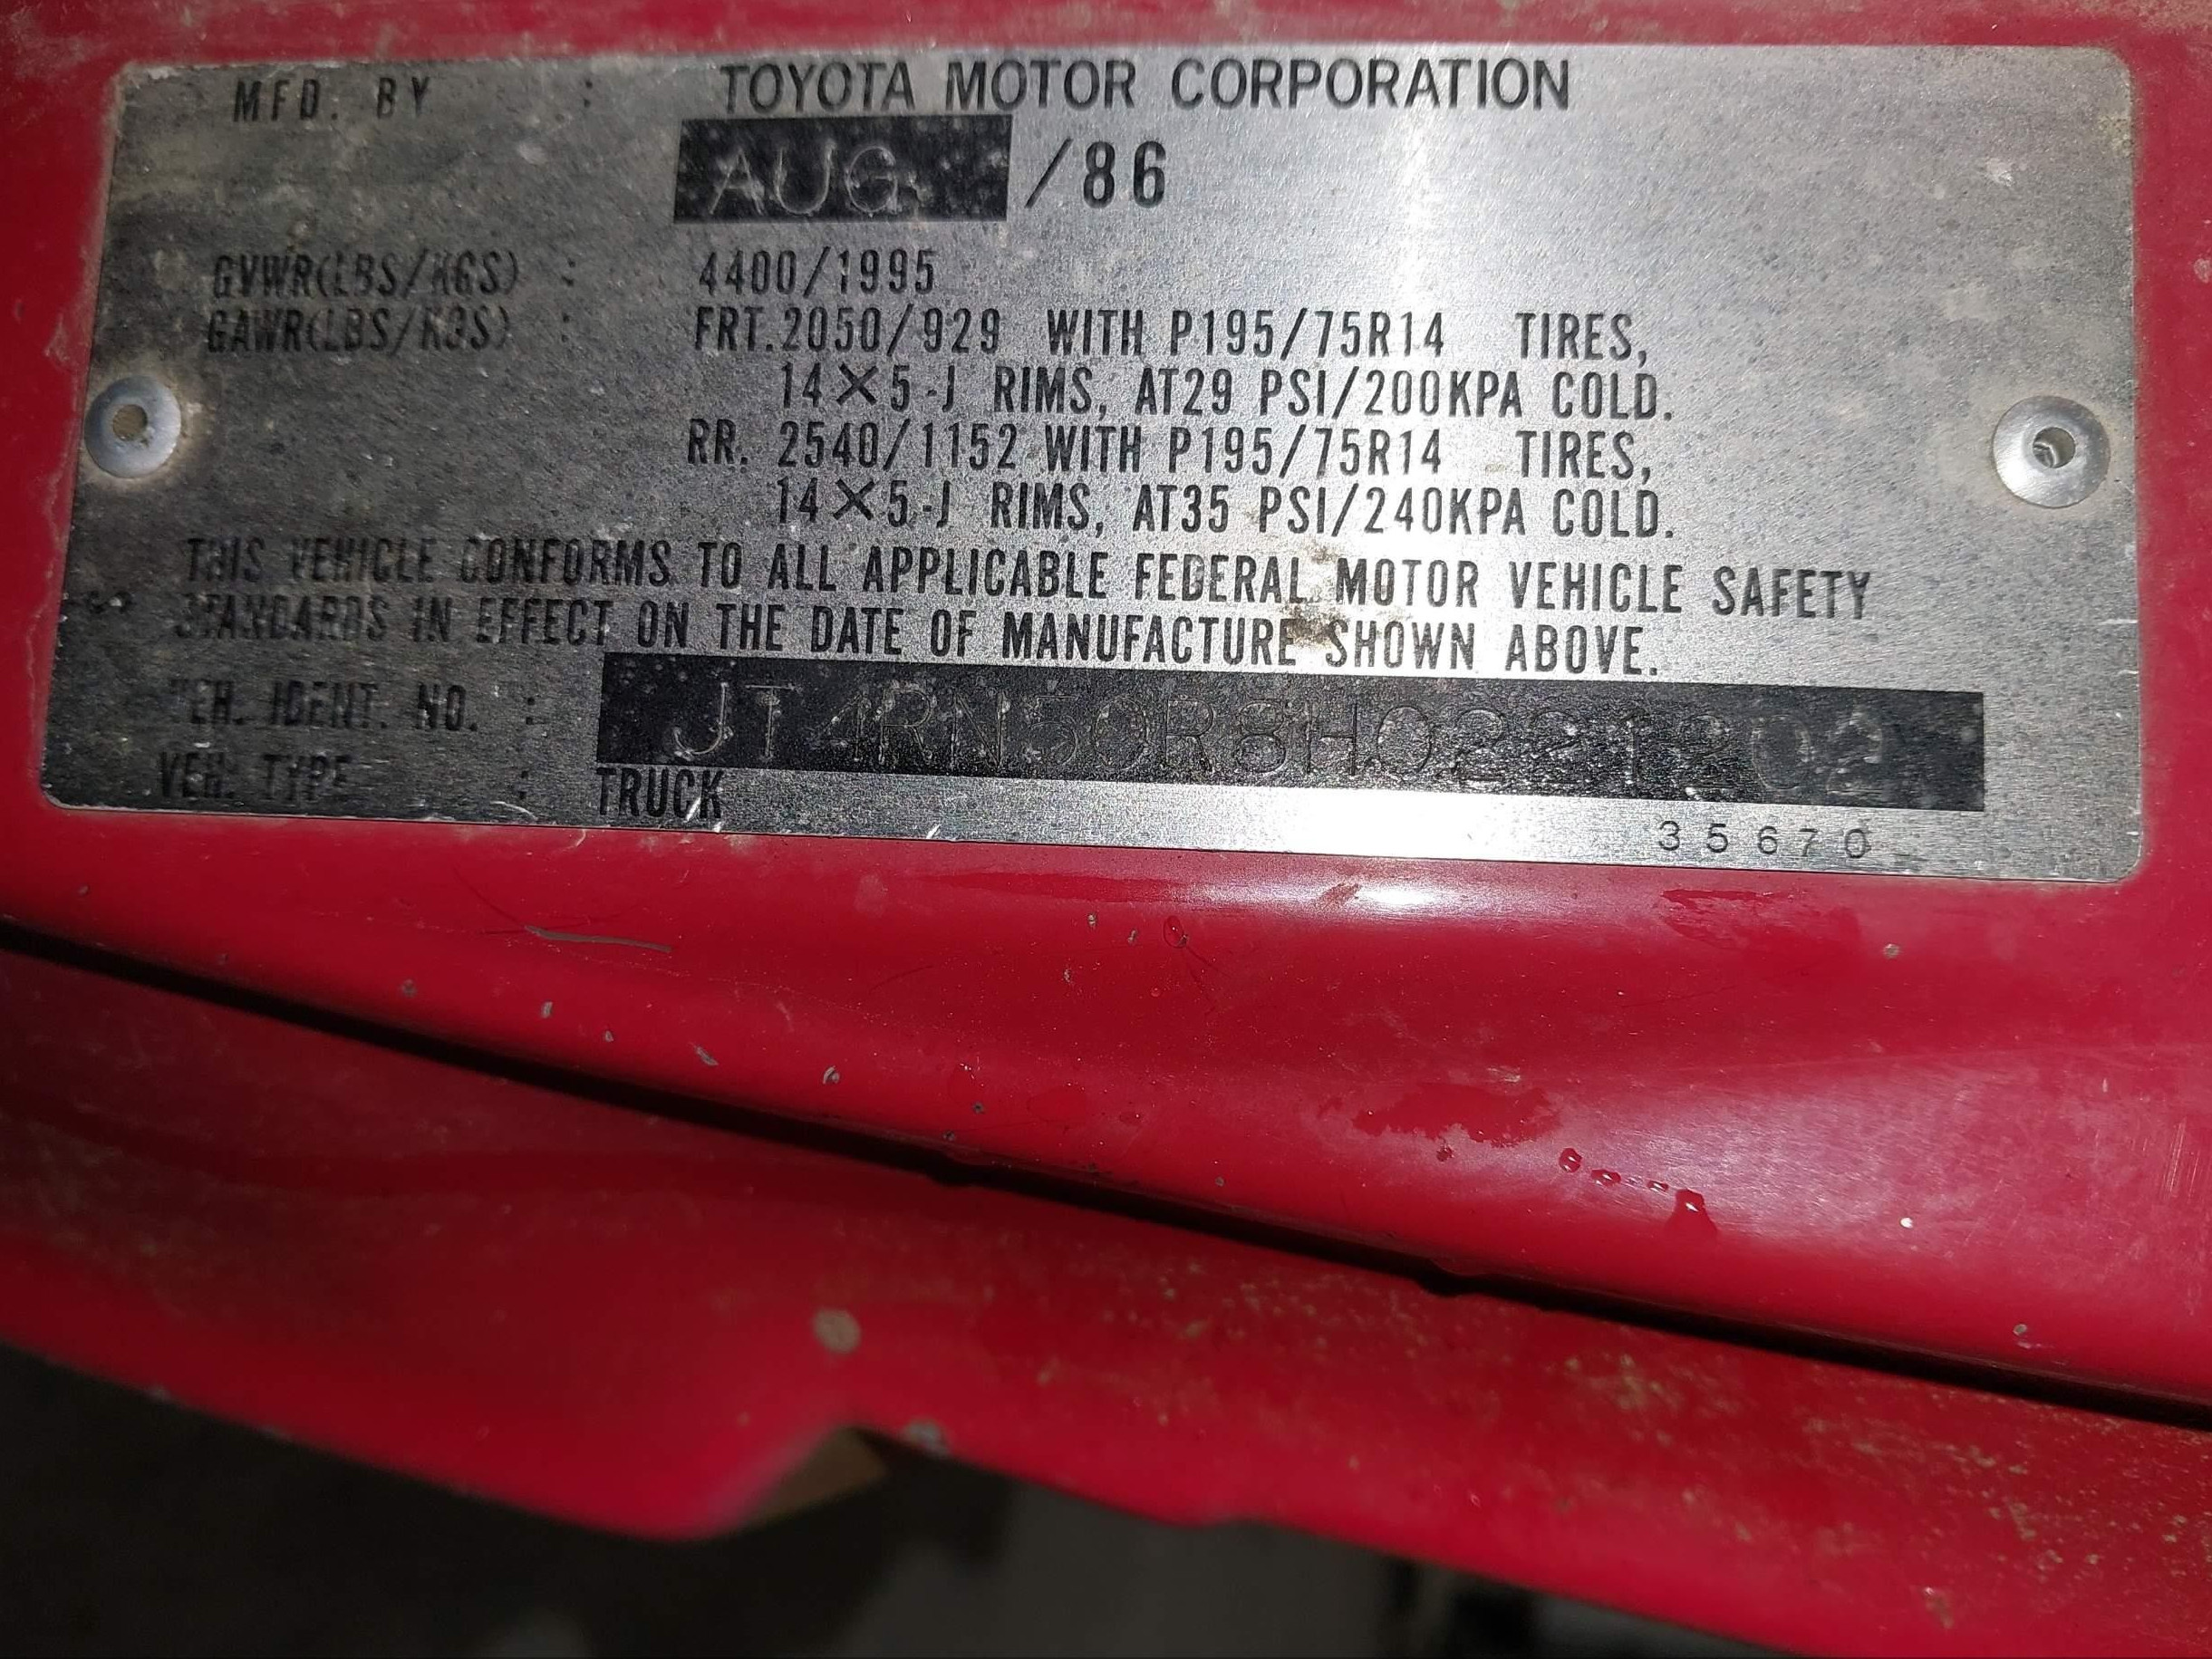 MFD. BY : TOYOTA MOTOR CORPORATION
AUG /86
GVWR(LBS/KGS) : 4400/1995
GAWR(LBS/KGS) : FRT.2050/929 WITH P195/75R14 TIRES,
14×5-J RIMS, AT29 PSI/200KPA COLD.
RR. 2540/1152 WITH P195/75R14 TIRES,
14×5-J RIMS, AT35 PSI/240KPA COLD.
THIS VEHICLE CONFORMS TO ALL APPLICABLE FEDERAL MOTOR VEHICLE SAFETY
STANDARDS IN EFFECT ON THE DATE OF MANUFACTURE SHOWN ABOVE.
VEH. IDENT. NO. : JT4RN50R8H0221202
VEH. TYPE : TRUCK
35670